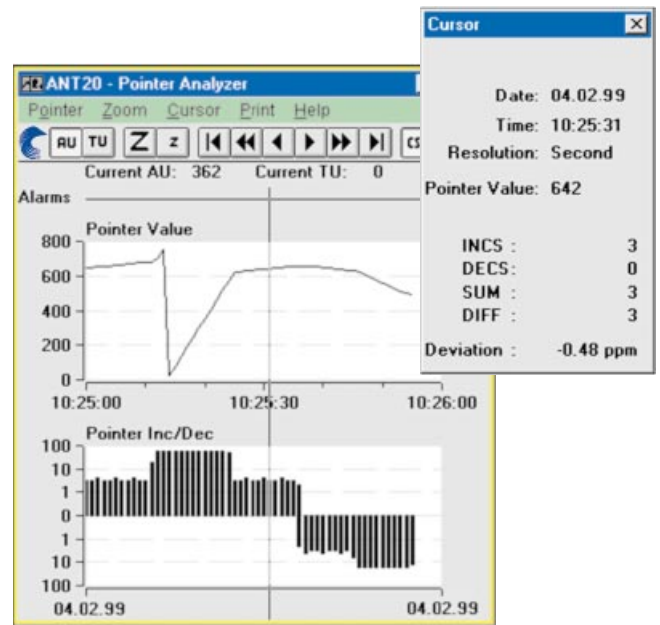 ANT20 - Pointer Analyzer
Pointer Zoom Cursor Print Help
AU TU Z z
Current AU: 362 Current TU: 0
Alarms
Pointer Value
800
600
400
200
0
10:25:00 10:25:30 10:26:00
Pointer Inc/Dec
100
10
1
0
1
10
100
04.02.99 04.02.99
Cursor
Date: 04.02.99
Time: 10:25:31
Resolution: Second
Pointer Value: 642
INCS : 3
DECS: 0
SUM : 3
DIFF : 3
Deviation : -0.48 ppm